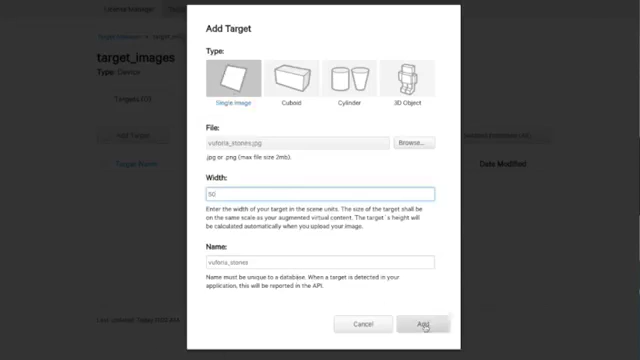 Add Target
Type:
Single Image
Cuboid
Cylinder
3D Object
File:
vuforia_stones.jpg
Browse...
.jpg or .png (max file size 2mb).
Width:
50
Enter the width of your target in the scene units. The size of the target shall be
on the same scale as your augmented virtual content. The target's height will
be calculated automatically when you upload your image.
Name:
vuforia_stones
Name must be unique to a database. When a target is detected in your
application, this will be reported in the API.
Cancel
Add
target_images
Type: Device
Targets (0)
Add Target
Target Name
Date Modified